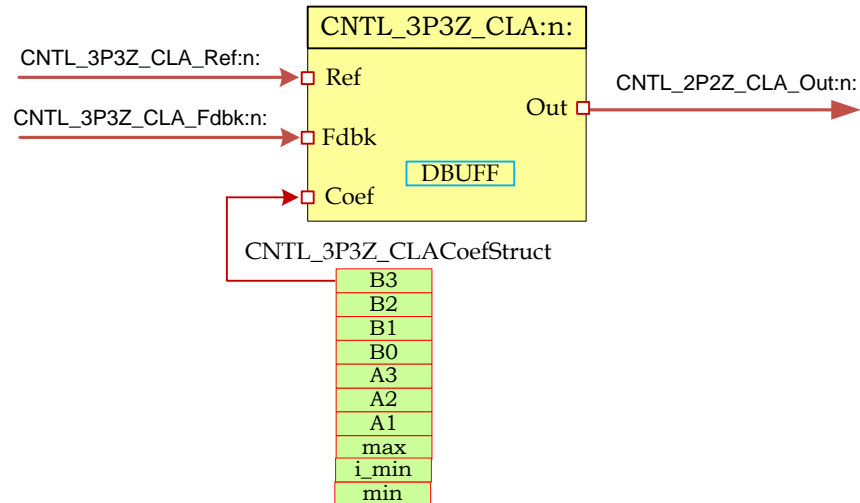 CNTL_3P3Z_CLA:n:
CNTL_3P3Z_CLA_Ref:n:
Ref
CNTL_2P2Z_CLA_Out:n:
Out
CNTL_3P3Z_CLA_Fdbk:n:
Fdbk
DBUFF
Coef
CNTL_3P3Z_CLACoefStruct
B3
B2
B1
B0
A3
A2
A1
max
i_min
min